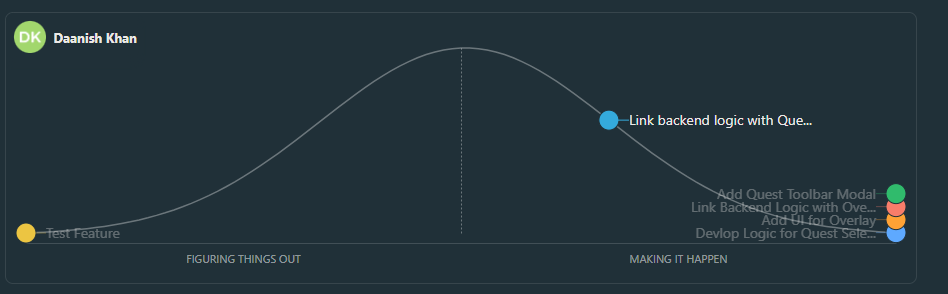 DK Daanish Khan
Link backend logic with Que...
Add Quest Toolbar Modal
Link Backend Logic with Ove...
Add UI for Overlay
Test Feature
Devlop Logic for Quest Sele...
FIGURING THINGS OUT
MAKING IT HAPPEN